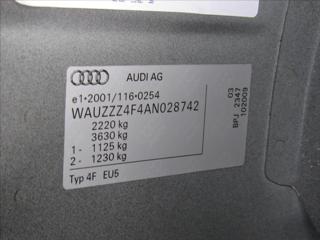 AUDI AG
e1*2001/116*0254
WAUZZZ4F4AN028742
2220 kg
3630 kg
1- 1125 kg
2- 1230 kg
Typ 4F EU5
03
BPJ 2347
102009